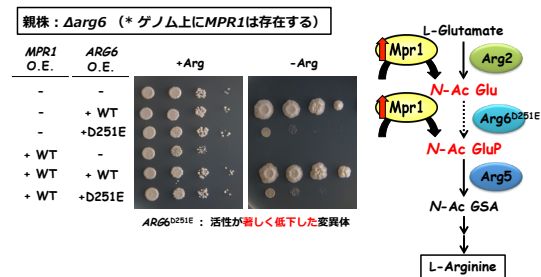 親株：Δarg6 （* ゲノム上にMPR1は存在する）
MPR1 O.E.
ARG6 O.E.
+Arg
-Arg
- -
- + WT
- +D251E
+ WT -
+ WT + WT
+ WT +D251E
ARG6D251E ： 活性が著しく低下した変異体
L-Glutamate
Mpr1
Arg2
N-Ac Glu
Mpr1
Arg6D251E
N-Ac GluP
Arg5
N-Ac GSA
L-Arginine